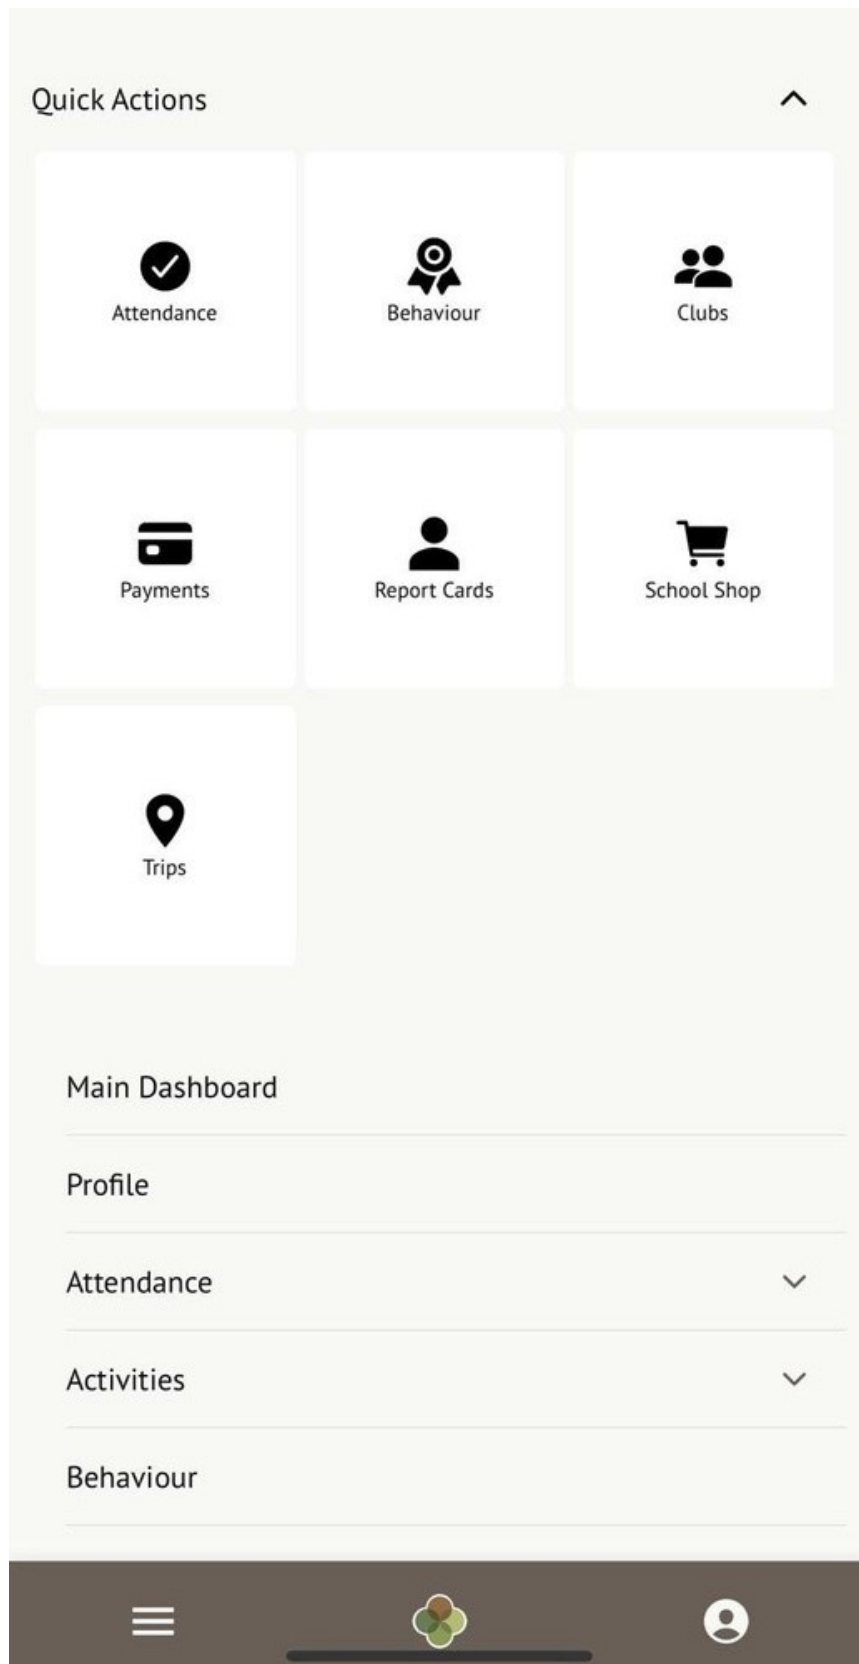 Quick Actions
Attendance
Behaviour
Clubs
Payments
Report Cards
School Shop
Trips
Main Dashboard
Profile
Attendance
Activities
Behaviour